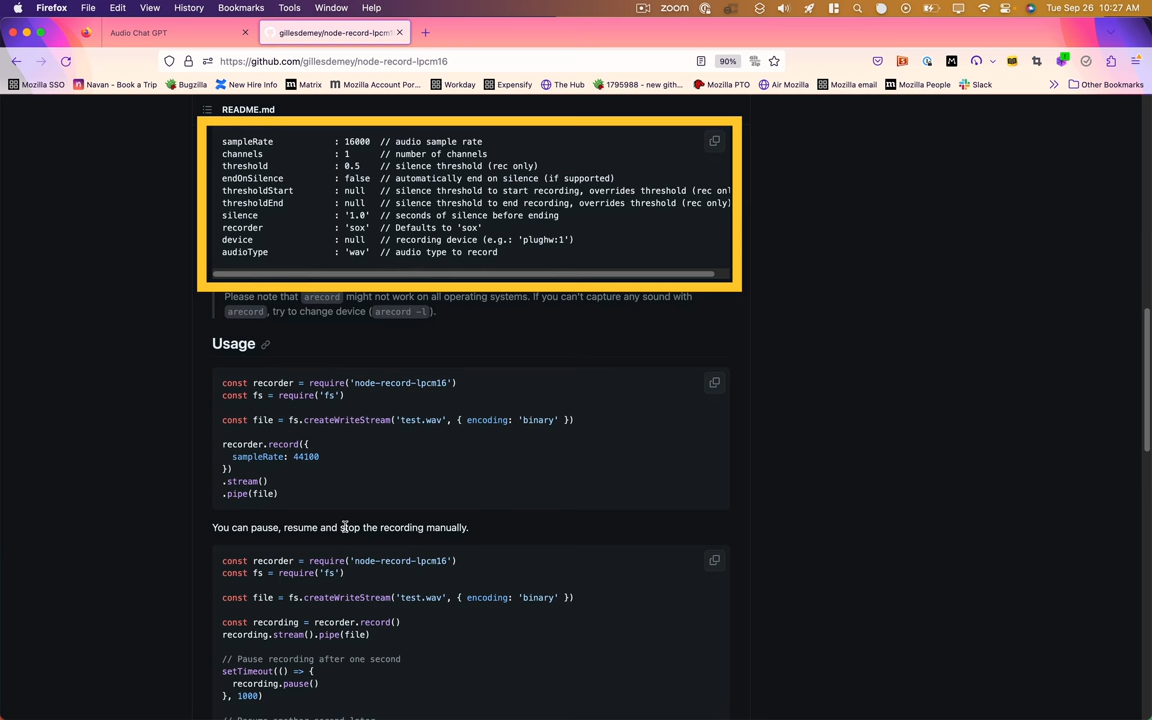 Firefox File Edit View History Bookmarks Tools Window Help zoom Tue Sep 26 10:27 AM
Audio Chat GPT gillesdemey/node-record-lpcm1
https://github.com/gillesdemey/node-record-lpcm16 90%
Mozilla SSO Navan - Book a Trip Bugzilla New Hire Info Matrix Mozilla Account Por... Workday Expensify The Hub 1795988 - new gith... Mozilla PTO Air Mozilla Mozilla email Mozilla People Slack Other Bookmarks
README.md
sampleRate : 16000 // audio sample rate
channels : 1 // number of channels
threshold : 0.5 // silence threshold (rec only)
endOnSilence : false // automatically end on silence (if supported)
thresholdStart : null // silence threshold to start recording, overrides threshold (rec onl
thresholdEnd : null // silence threshold to end recording, overrides threshold (rec only)
silence : '1.0' // seconds of silence before ending
recorder : 'sox' // Defaults to 'sox'
device : null // recording device (e.g.: 'plughw:1')
audioType : 'wav' // audio type to record
Please note that arecord might not work on all operating systems. If you can't capture any sound with
arecord, try to change device (arecord -l).
Usage
const recorder = require('node-record-lpcm16')
const fs = require('fs')
const file = fs.createWriteStream('test.wav', { encoding: 'binary' })
recorder.record({
sampleRate: 44100
})
.stream()
.pipe(file)
You can pause, resume and stop the recording manually.
const recorder = require('node-record-lpcm16')
const fs = require('fs')
const file = fs.createWriteStream('test.wav', { encoding: 'binary' })
const recording = recorder.record()
recording.stream().pipe(file)
// Pause recording after one second
setTimeout(() => {
recording.pause()
}, 1000)
// Resume another second later